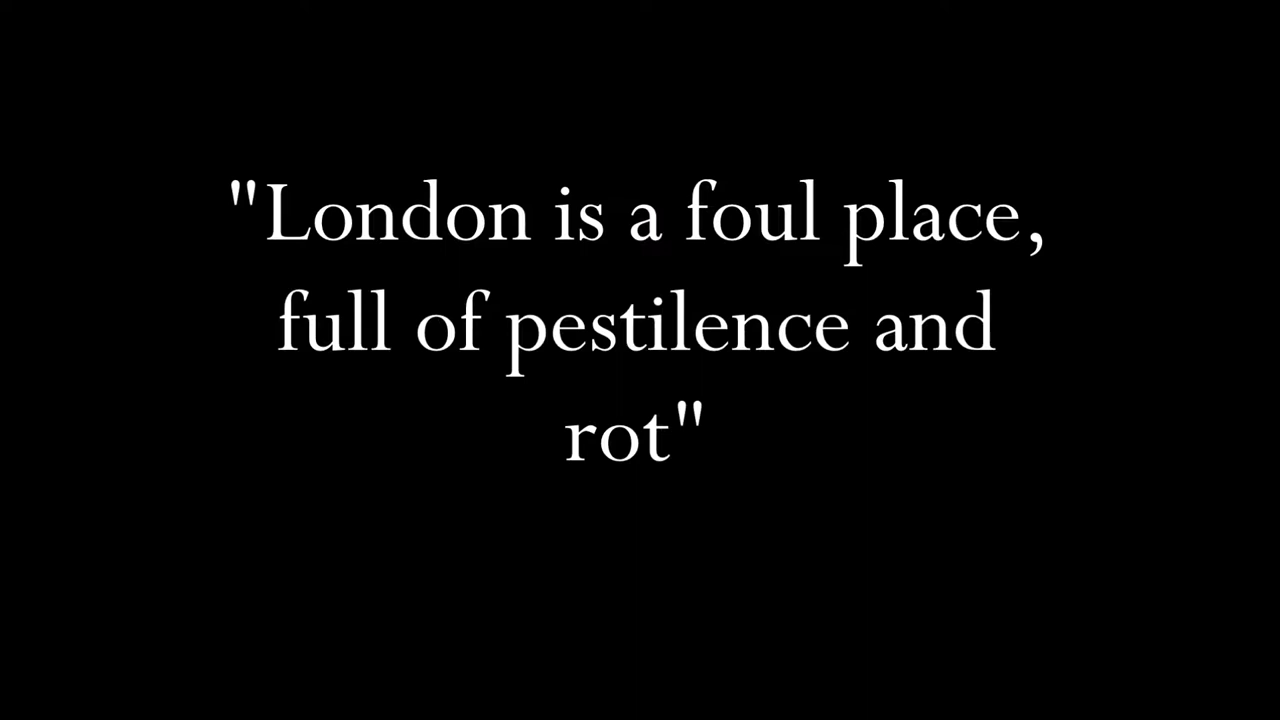 "London is a foul place,
full of pestilence and
rot"